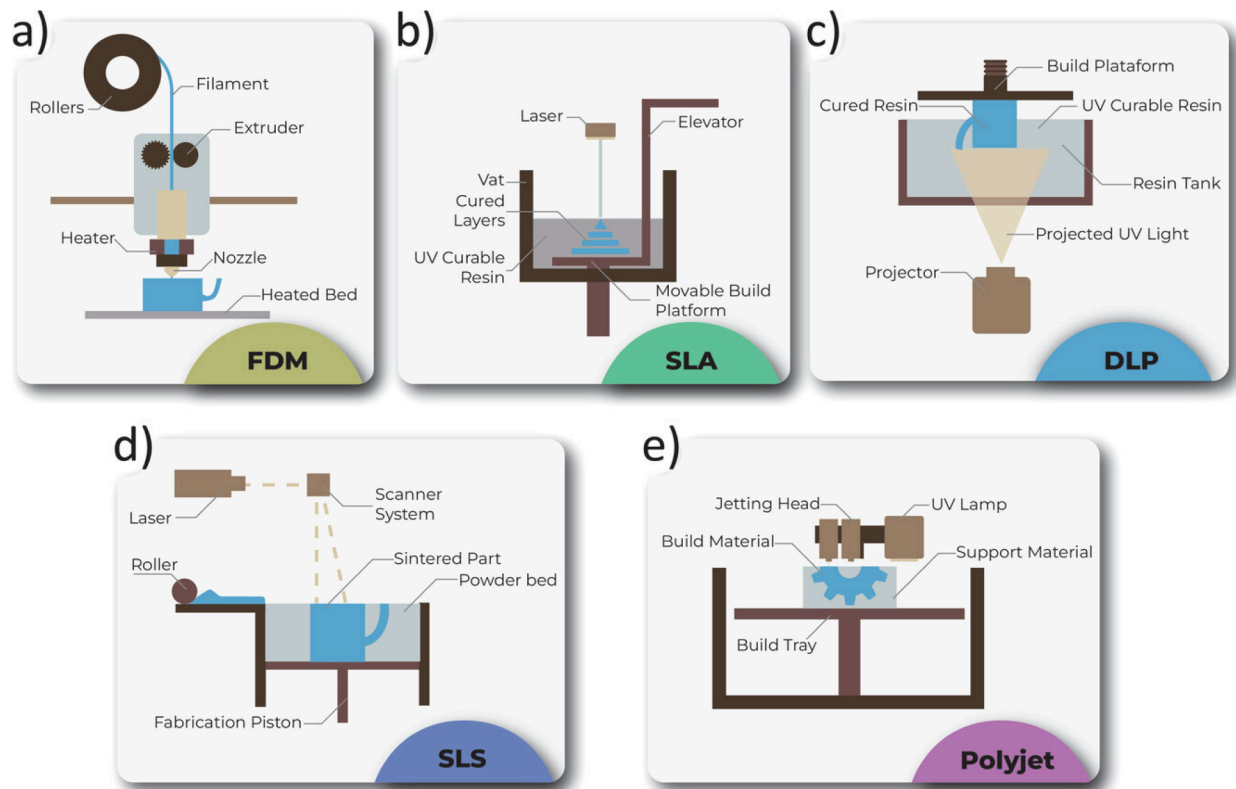 a)
Rollers
Filament
Extruder
Heater
Nozzle
Heated Bed
FDM
b)
Laser
Elevator
Vat
Cured
Layers
UV Curable
Resin
Movable Build
Platform
SLA
c)
Build Plataform
Cured Resin
UV Curable Resin
Resin Tank
Projected UV Light
Projector
DLP
d)
Laser
Scanner
System
Roller
Sintered Part
Powder bed
Fabrication Piston
SLS
e)
Jetting Head
UV Lamp
Build Material
Support Material
Build Tray
Polyjet